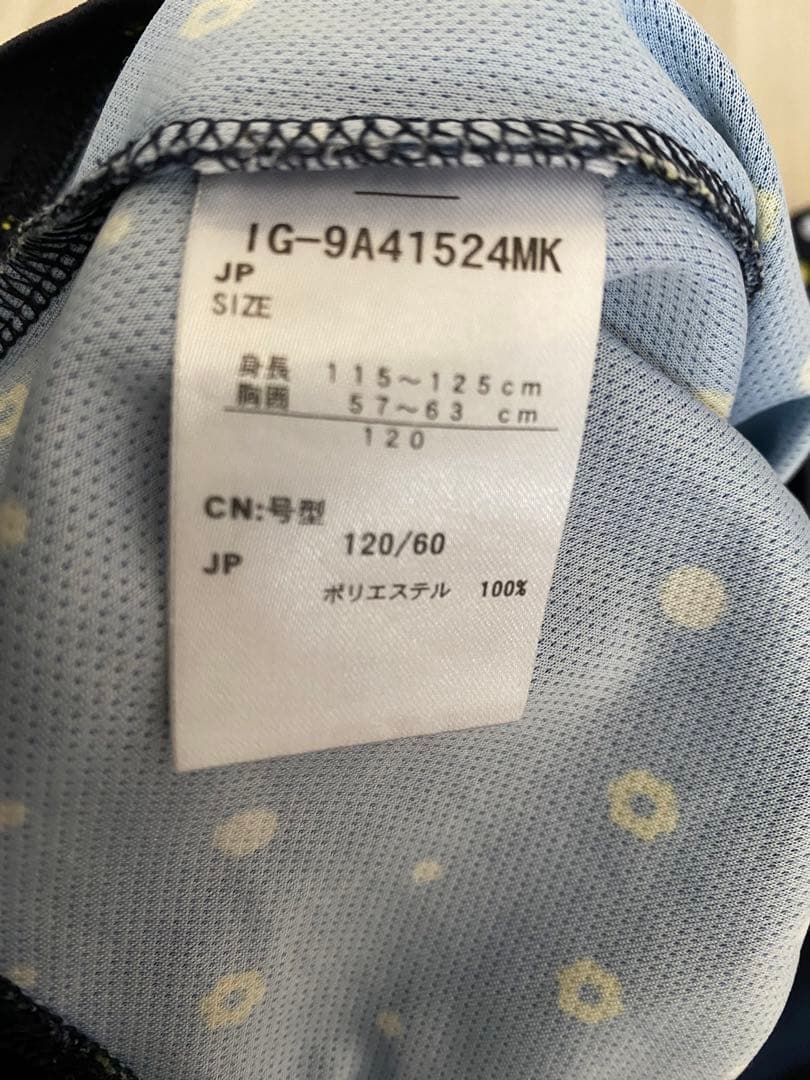 IG-9A41524MK
JP
SIZE
身長 115～125cm
胸囲 57～63 cm
120
CN:号型
120/60
JP
ポリエステル 100%